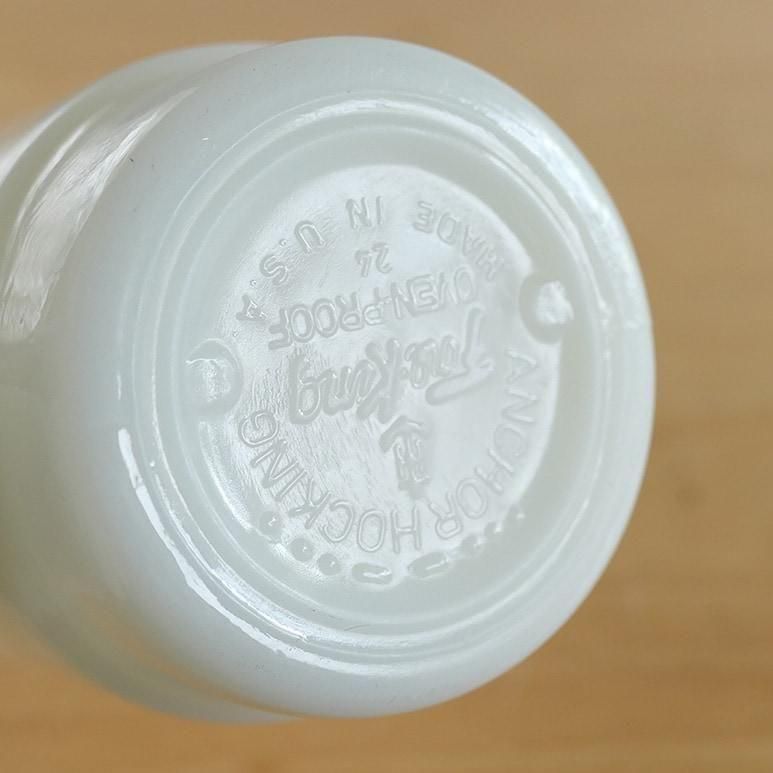 ANCHOR HOCKING
Fire-King
OVEN-PROOF
24
MADE IN U.S.A